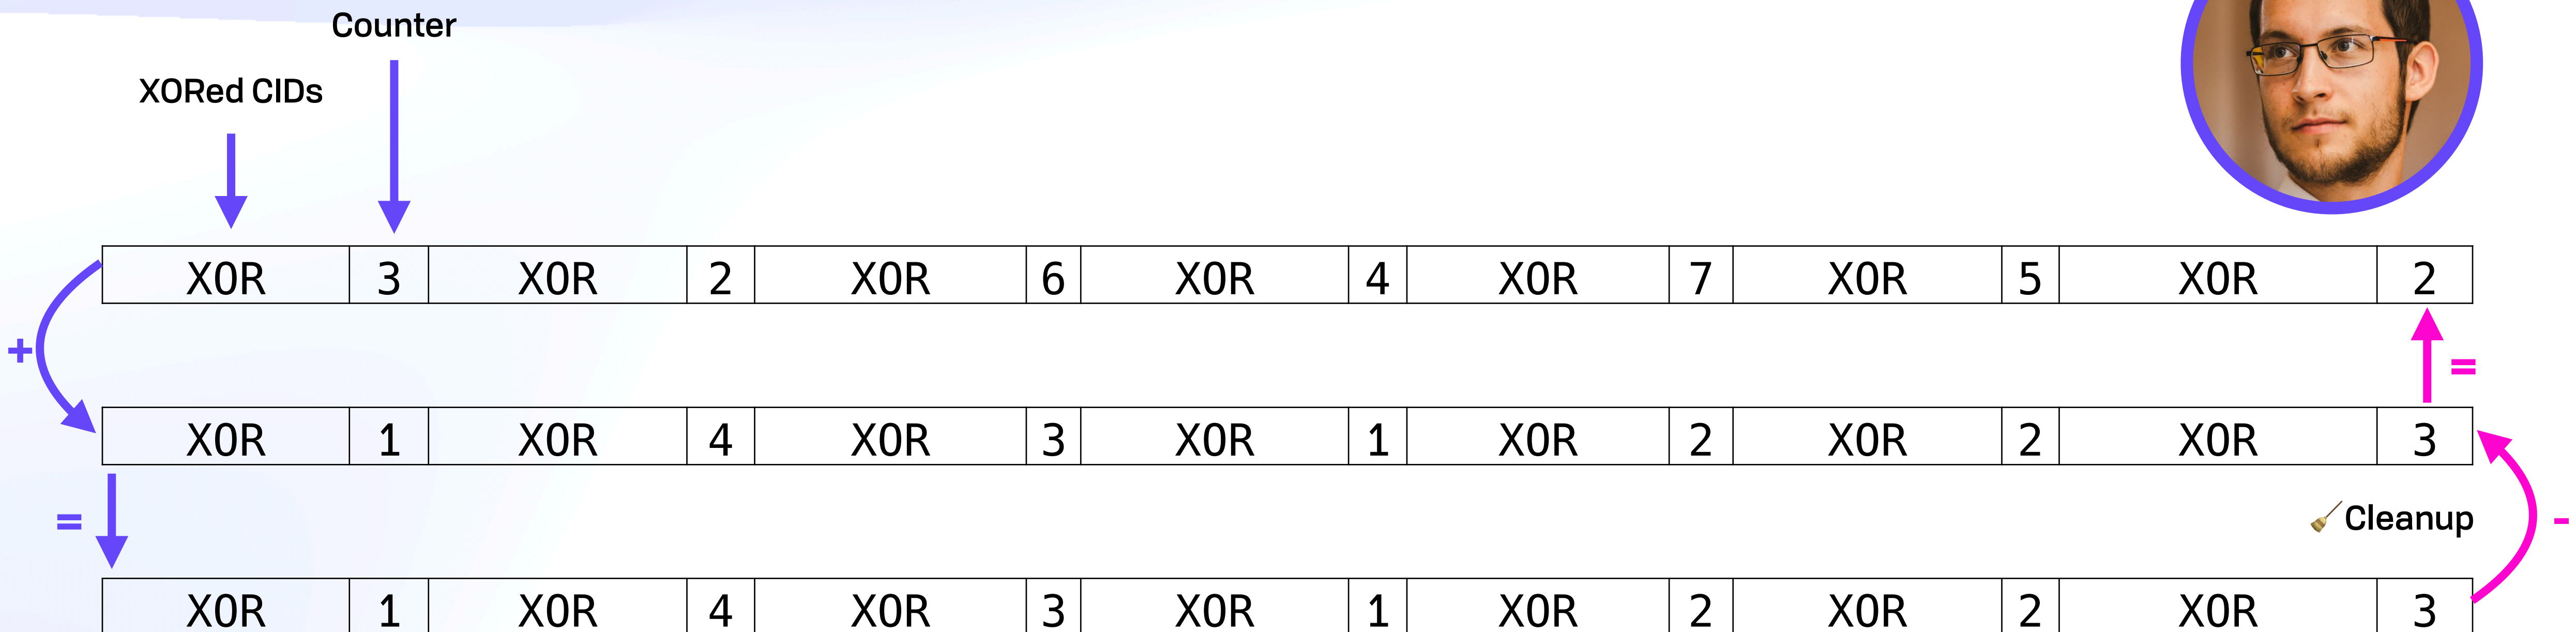 Counter
XORed CIDs
XOR 3 XOR 2 XOR 6 XOR 4 XOR 7 XOR 5 XOR 2
+
=
XOR 1 XOR 4 XOR 3 XOR 1 XOR 2 XOR 2 XOR 3
=
🧹Cleanup
-
XOR 1 XOR 4 XOR 3 XOR 1 XOR 2 XOR 2 XOR 3